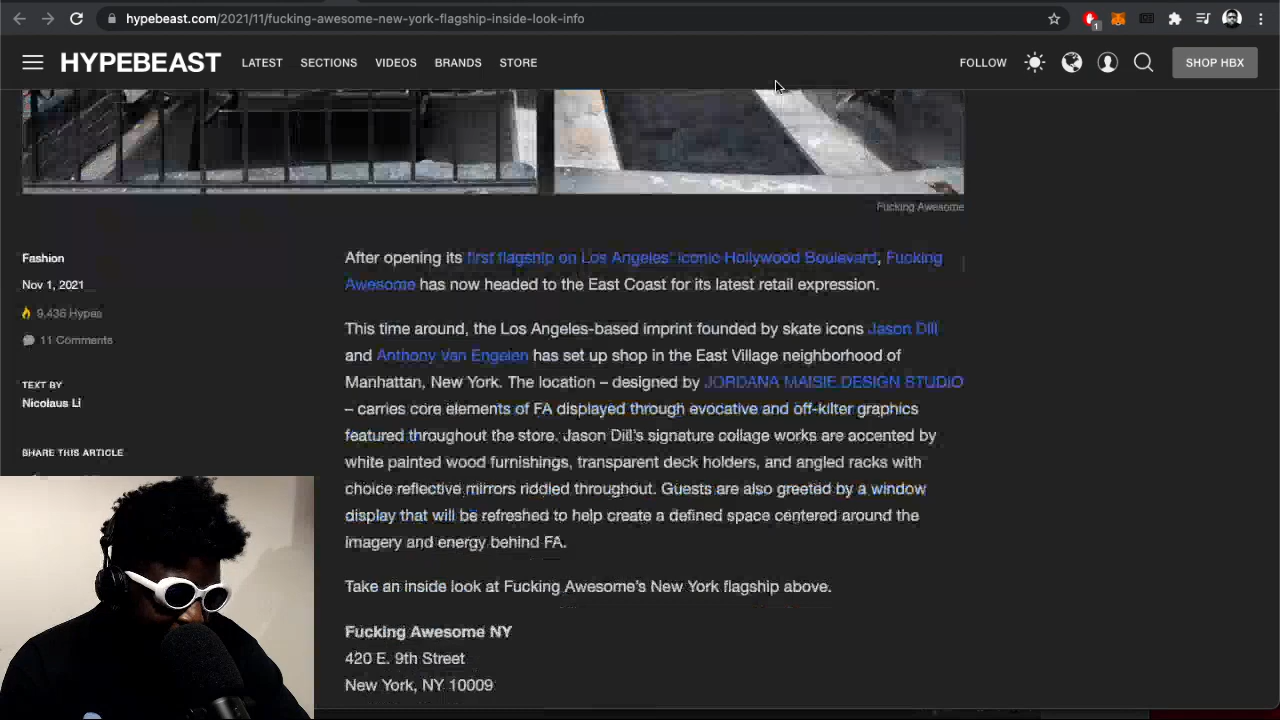 hypebeast.com/2021/11/fucking-awesome-new-york-flagship-inside-look-info
1
HYPEBEAST
LATEST SECTIONS VIDEOS BRANDS STORE
FOLLOW
SHOP HBX
Fucking Awesome
Fashion
Nov 1, 2021
9,436 Hypes
11 Comments
TEXT BY
Nicolaus Li
SHARE THIS ARTICLE
After opening its first flagship on Los Angeles' iconic Hollywood Boulevard, Fucking
Awesome has now headed to the East Coast for its latest retail expression.
This time around, the Los Angeles-based imprint founded by skate icons Jason Dill
and Anthony Van Engelen has set up shop in the East Village neighborhood of
Manhattan, New York. The location – designed by JORDANA MAISIE DESIGN STUDIO
– carries core elements of FA displayed through evocative and off-kilter graphics
featured throughout the store. Jason Dill's signature collage works are accented by
white painted wood furnishings, transparent deck holders, and angled racks with
choice reflective mirrors riddled throughout. Guests are also greeted by a window
display that will be refreshed to help create a defined space centered around the
imagery and energy behind FA.
Take an inside look at Fucking Awesome's New York flagship above.
Fucking Awesome NY
420 E. 9th Street
New York, NY 10009